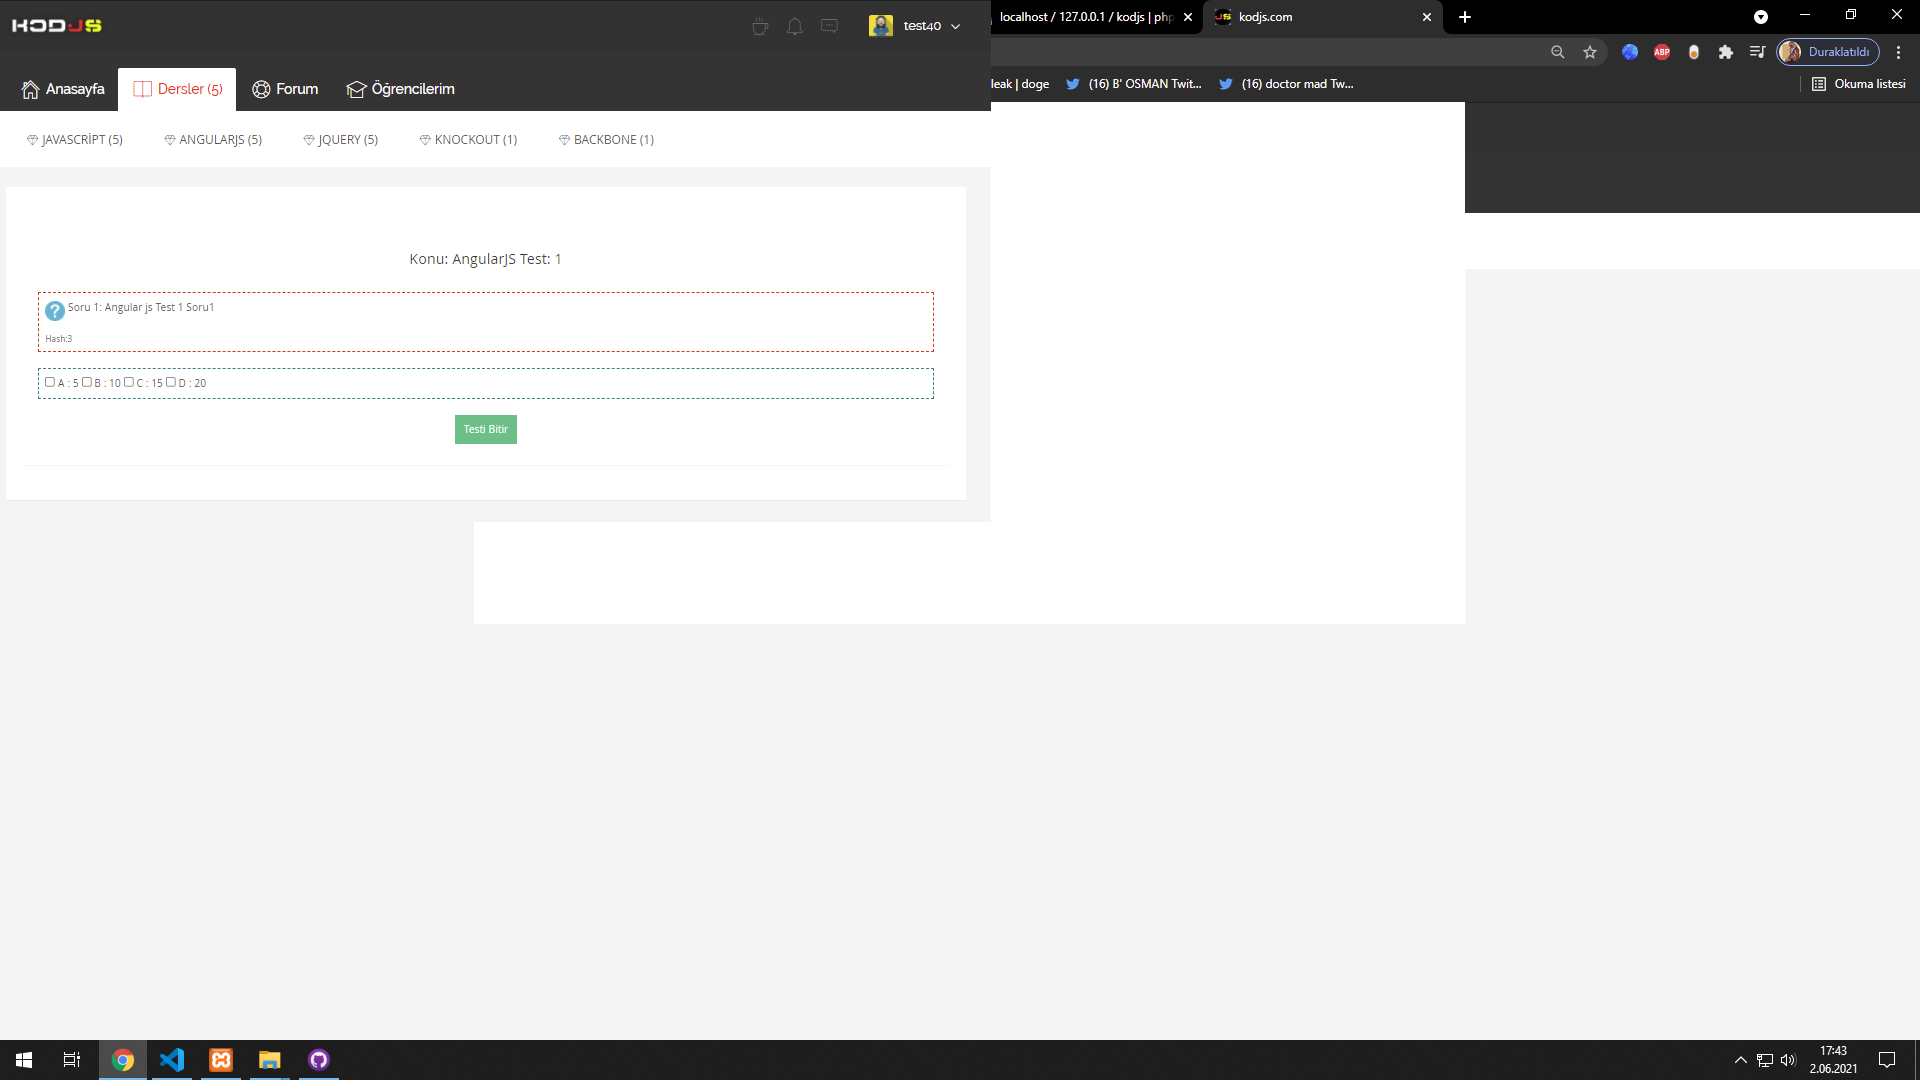 KODJS
test40
localhost / 127.0.0.1 / kodjs | php
kodjs.com
ABP
Duraklatıldı
leak | doge
(16) B' OSMAN Twit...
(16) doctor mad Tw...
Okuma listesi
Anasayfa
Dersler (5)
Forum
Öğrencilerim
JAVASCRİPT (5)
ANGULARJS (5)
JQUERY (5)
KNOCKOUT (1)
BACKBONE (1)
Konu: AngularJS Test: 1
Soru 1: Angular js Test 1 Soru1
Hash:3
A : 5 B : 10 C : 15 D : 20
Testi Bitir
17:43
2.06.2021